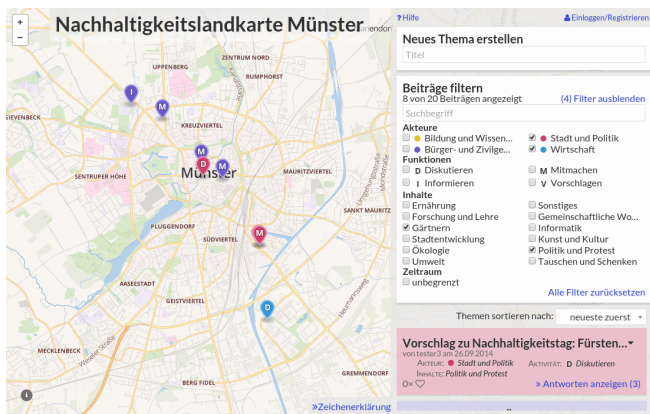 +
−
Nachhaltigkeitslandkarte Münster
ZENTRUM NORD
UPPENBERG
RUMPHORST
I
M
GIEVENBECK
KREUZVIERTEL
M
D
M
Münster
MAURITZVIERTEL
SENTRUPER HÖHE
Kanalstraße
Umgehungsstraße
SANKT MAURITZ
PLUGGENDORF
SÜDVIERTEL
M
AASEESTADT
GEISTVIERTEL
D
MECKLENBECK
Weseler Straße
GREMMENDORF
BERG FIDEL
i
»Zeichenerklärung
? Hilfe
Einloggen/Registrieren
Neues Thema erstellen
Titel
Beiträge filtern
8 von 20 Beiträgen angezeigt (4) Filter ausblenden
Suchbegriff
Akteure
Bildung und Wissen... Stadt und Politik
Bürger- und Zivilge... Wirtschaft
Funktionen
D Diskutieren M Mitmachen
I Informieren V Vorschlagen
Inhalte
Ernährung Sonstiges
Forschung und Lehre Gemeinschaftliche Wo...
Gärtnern Informatik
Stadtentwicklung Kunst und Kultur
Ökologie Politik und Protest
Umwelt Tauschen und Schenken
Zeitraum
unbegrenzt
Alle Filter zurücksetzen
Themen sortieren nach: neueste zuerst
Vorschlag zu Nachhaltigkeitstag: Fürsten...
von tester3 am 26.09.2014
Akteur: Stadt und Politik Aktivität: D Diskutieren
Inhalte: Politik und Protest
0× » Antworten anzeigen (3)